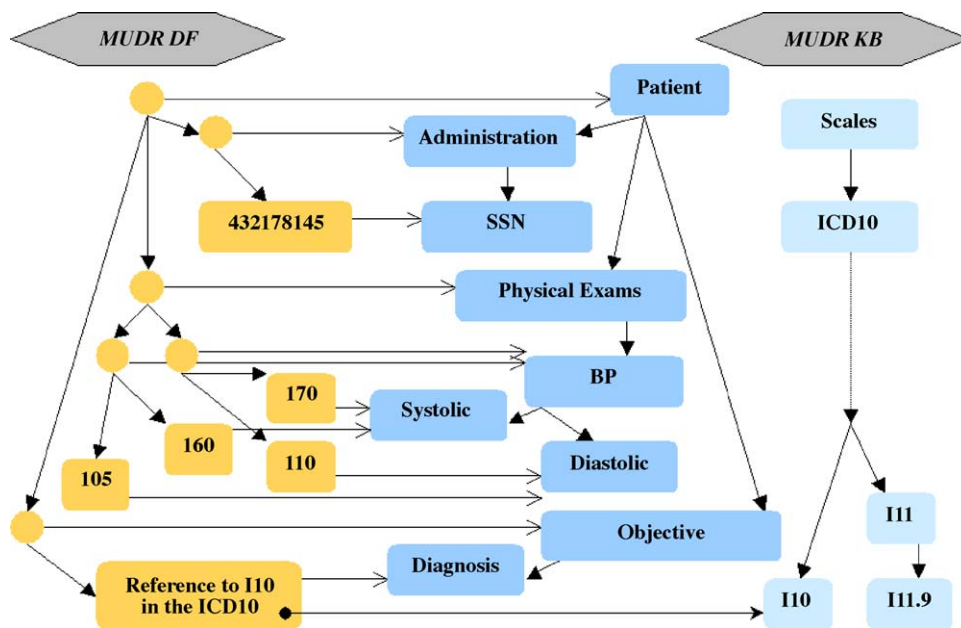 MUDR DF
MUDR KB
Patient
Scales
Administration
432178145
SSN
ICD10
Physical Exams
BP
170
Systolic
160
110
Diastolic
105
I11
Objective
Diagnosis
Reference to I10
in the ICD10
I10
I11.9